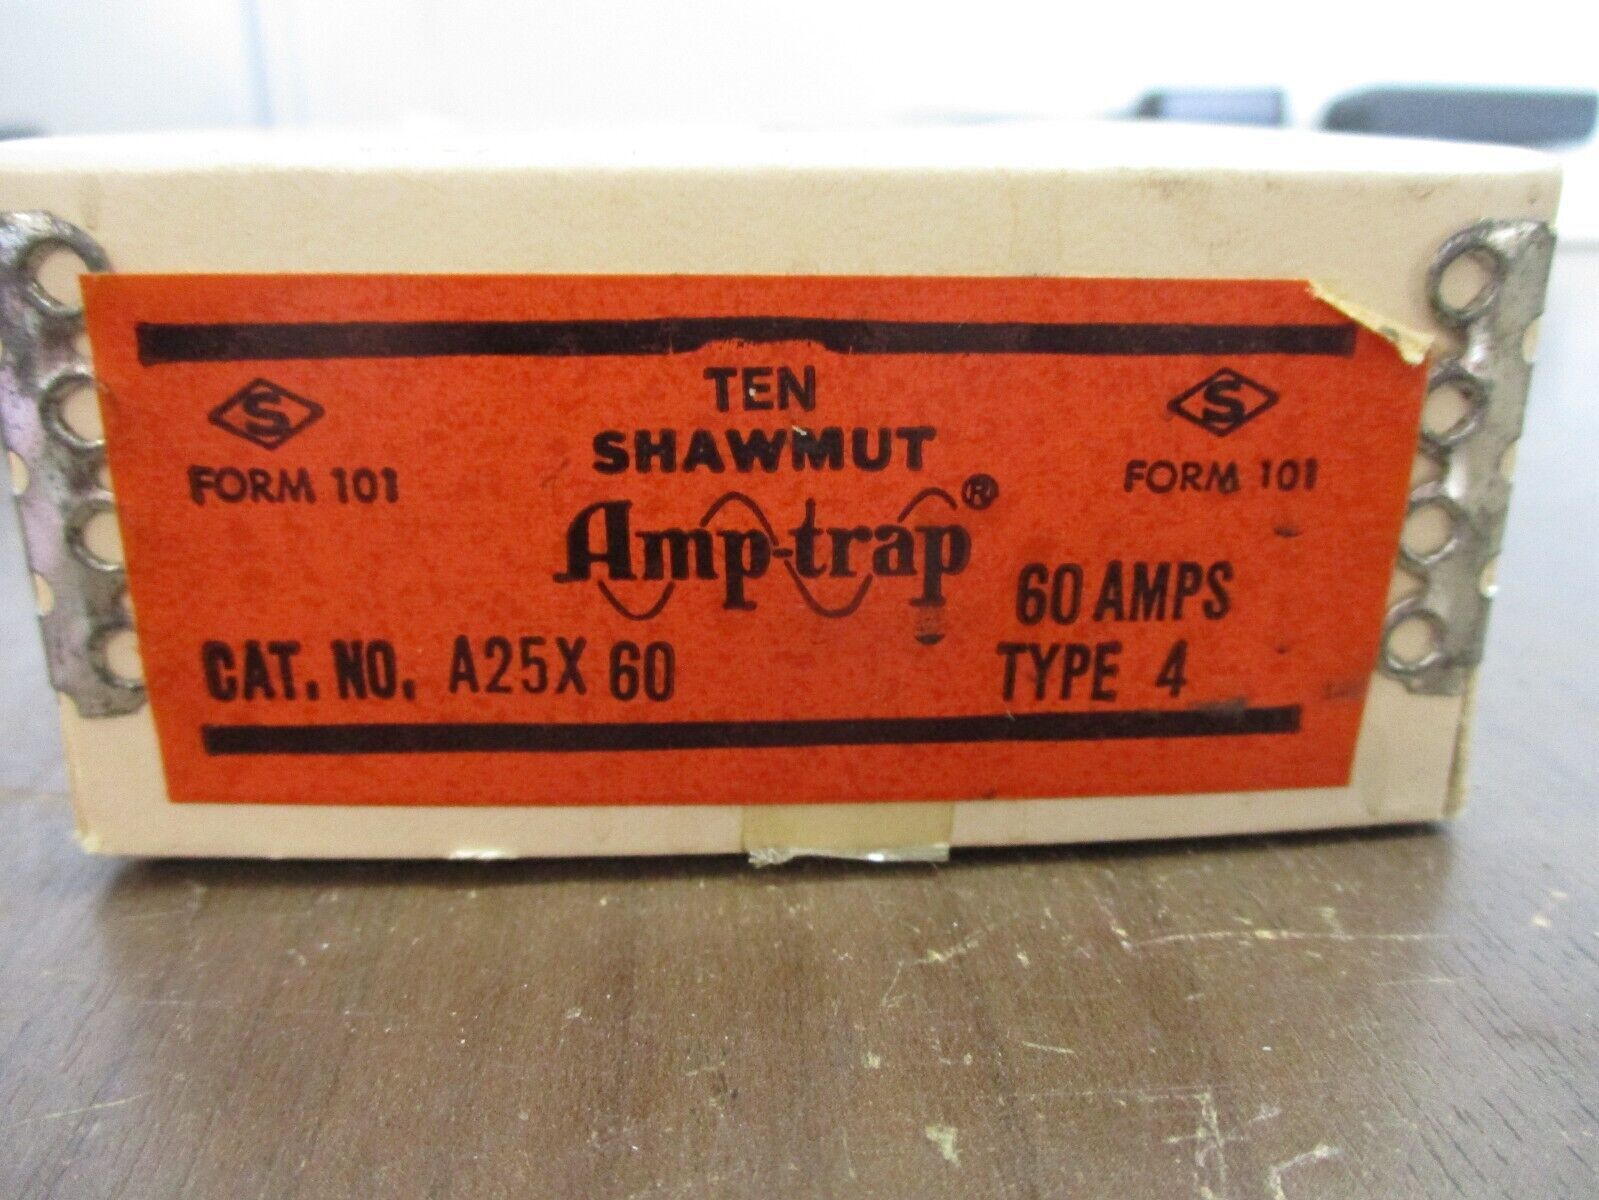 TEN
SHAWMUT
Amp-trap®
S
FORM 101
S
FORM 101
60 AMPS
CAT. NO. A25X 60
TYPE 4